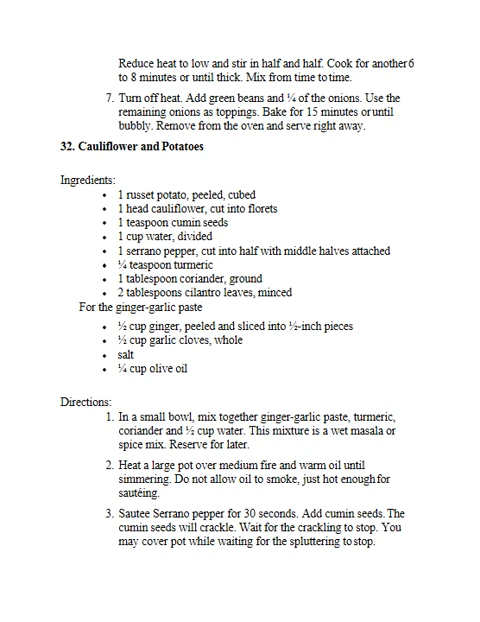 Reduce heat to low and stir in half and half. Cook for another 6
to 8 minutes or until thick. Mix from time to time.
7. Turn off heat. Add green beans and ¼ of the onions. Use the
remaining onions as toppings. Bake for 15 minutes or until
bubbly. Remove from the oven and serve right away.
32. Cauliflower and Potatoes
Ingredients:
• 1 russet potato, peeled, cubed
• 1 head cauliflower, cut into florets
• 1 teaspoon cumin seeds
• 1 cup water, divided
• 1 serrano pepper, cut into half with middle halves attached
• ¼ teaspoon turmeric
• 1 tablespoon coriander, ground
• 2 tablespoons cilantro leaves, minced
For the ginger-garlic paste
• ½ cup ginger, peeled and sliced into ½-inch pieces
• ½ cup garlic cloves, whole
• salt
• ¼ cup olive oil
Directions:
1. In a small bowl, mix together ginger-garlic paste, turmeric,
coriander and ½ cup water. This mixture is a wet masala or
spice mix. Reserve for later.
2. Heat a large pot over medium fire and warm oil until
simmering. Do not allow oil to smoke, just hot enough for
sautéing.
3. Sautee Serrano pepper for 30 seconds. Add cumin seeds. The
cumin seeds will crackle. Wait for the crackling to stop. You
may cover pot while waiting for the spluttering to stop.